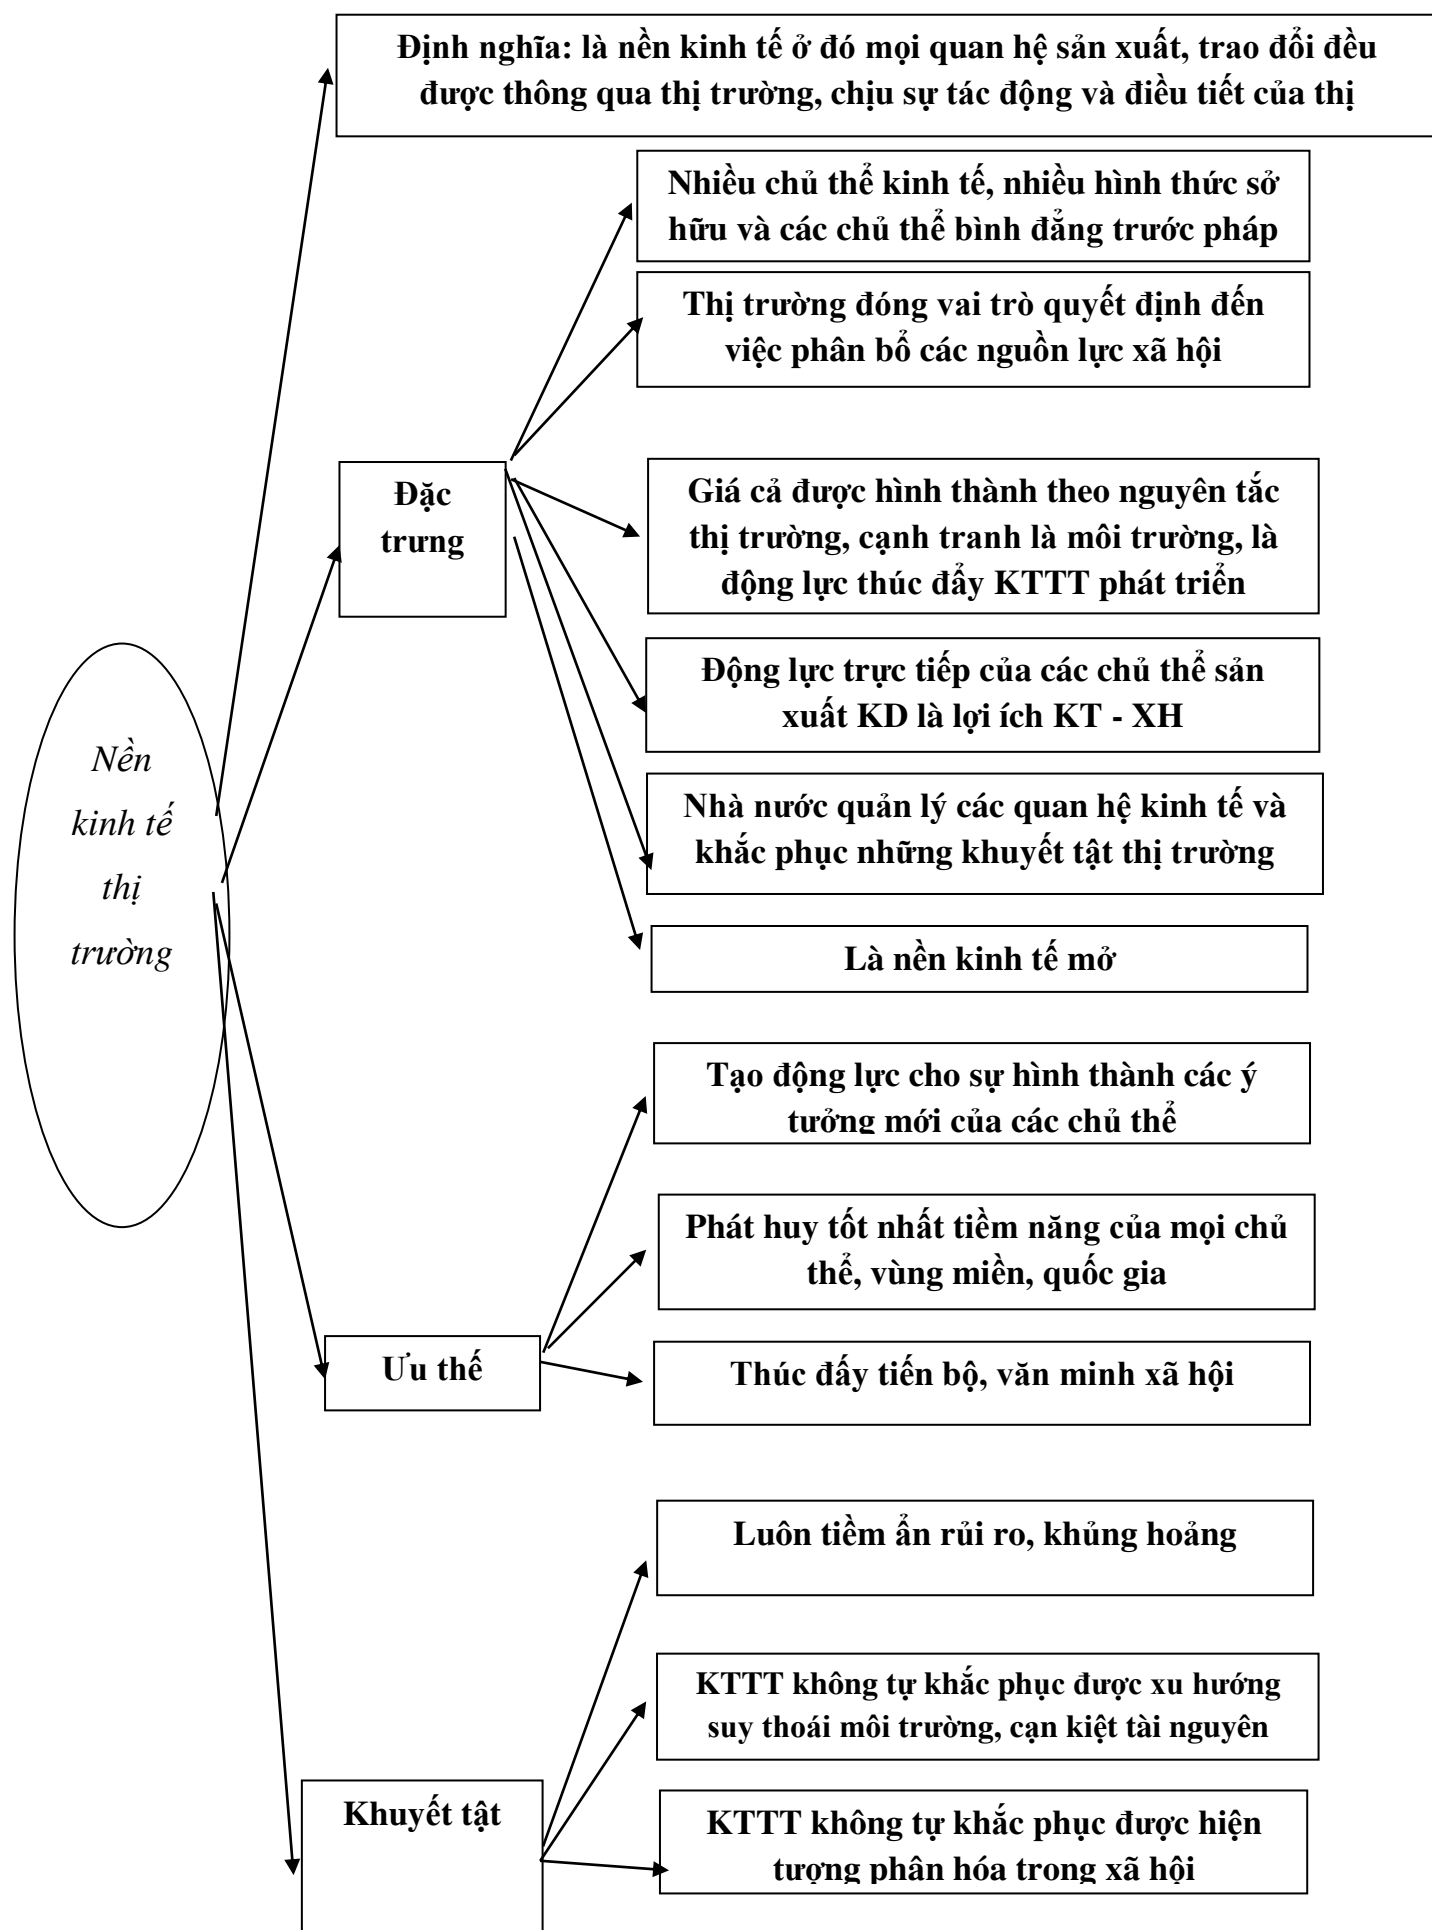 Định nghĩa: là nền kinh tế ở đó mọi quan hệ sản xuất, trao đổi đều
được thông qua thị trường, chịu sự tác động và điều tiết của thị
Nhiều chủ thể kinh tế, nhiều hình thức sở
hữu và các chủ thể bình đẳng trước pháp
Thị trường đóng vai trò quyết định đến
việc phân bổ các nguồn lực xã hội
Đặc
trưng
Giá cả được hình thành theo nguyên tắc
thị trường, cạnh tranh là môi trường, là
động lực thúc đẩy KTTT phát triển
Động lực trực tiếp của các chủ thể sản
xuất KD là lợi ích KT - XH
Nền
kinh tế
thị
trường
Nhà nước quản lý các quan hệ kinh tế và
khắc phục những khuyết tật thị trường
Là nền kinh tế mở
Tạo động lực cho sự hình thành các ý
tưởng mới của các chủ thể
Phát huy tốt nhất tiềm năng của mọi chủ
thể, vùng miền, quốc gia
Ưu thế
Thúc đấy tiến bộ, văn minh xã hội
Luôn tiềm ẩn rủi ro, khủng hoảng
KTTT không tự khắc phục được xu hướng
suy thoái môi trường, cạn kiệt tài nguyên
Khuyết tật
KTTT không tự khắc phục được hiện
tượng phân hóa trong xã hội